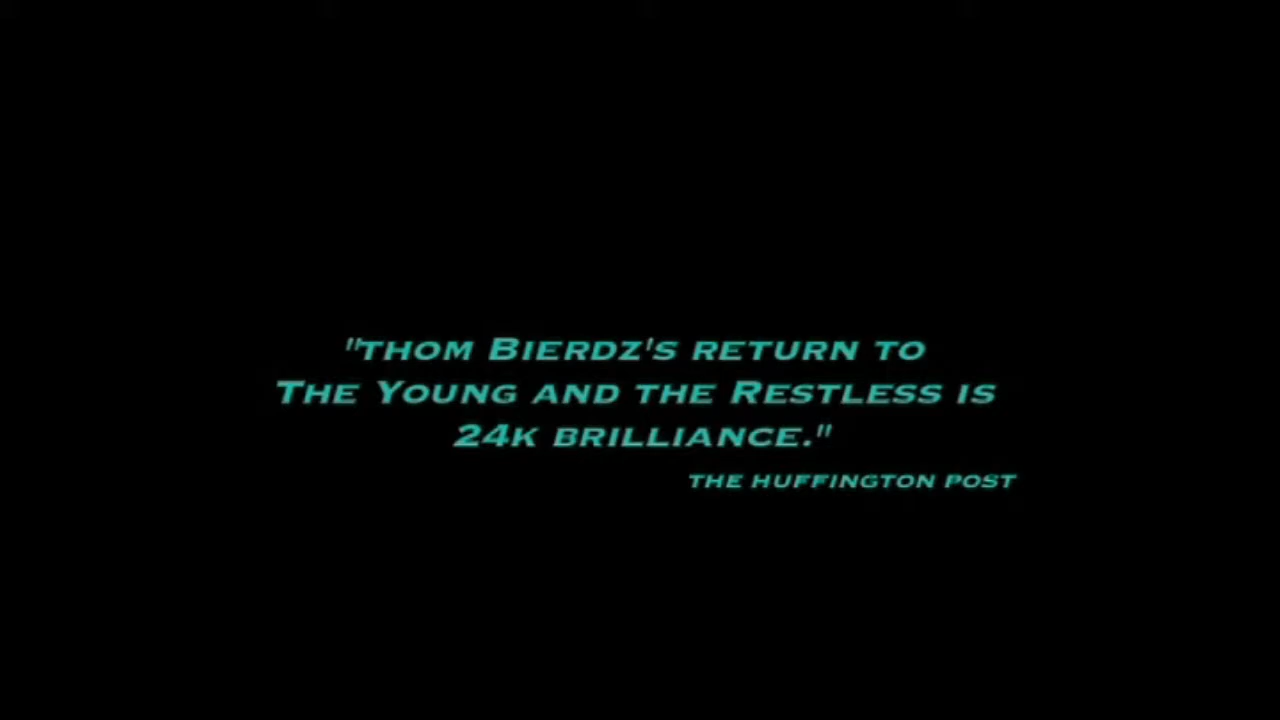 "Thom Bierdz's return to
The Young and the Restless is
24k brilliance."
The Huffington Post